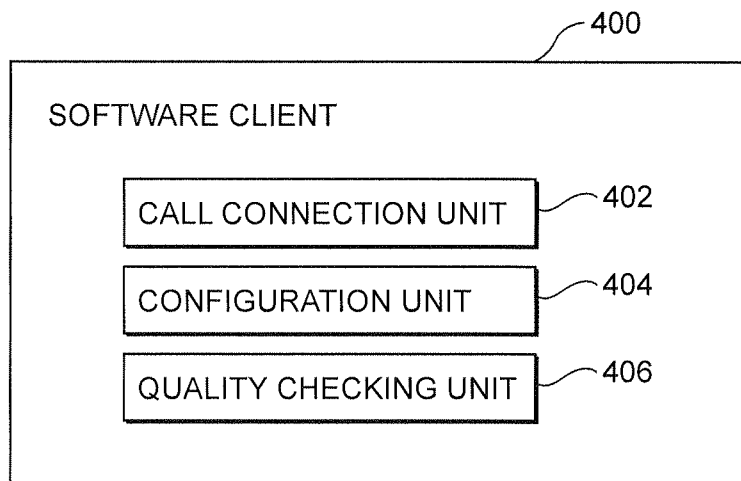 400
SOFTWARE CLIENT
CALL CONNECTION UNIT
402
CONFIGURATION UNIT
404
QUALITY CHECKING UNIT
406